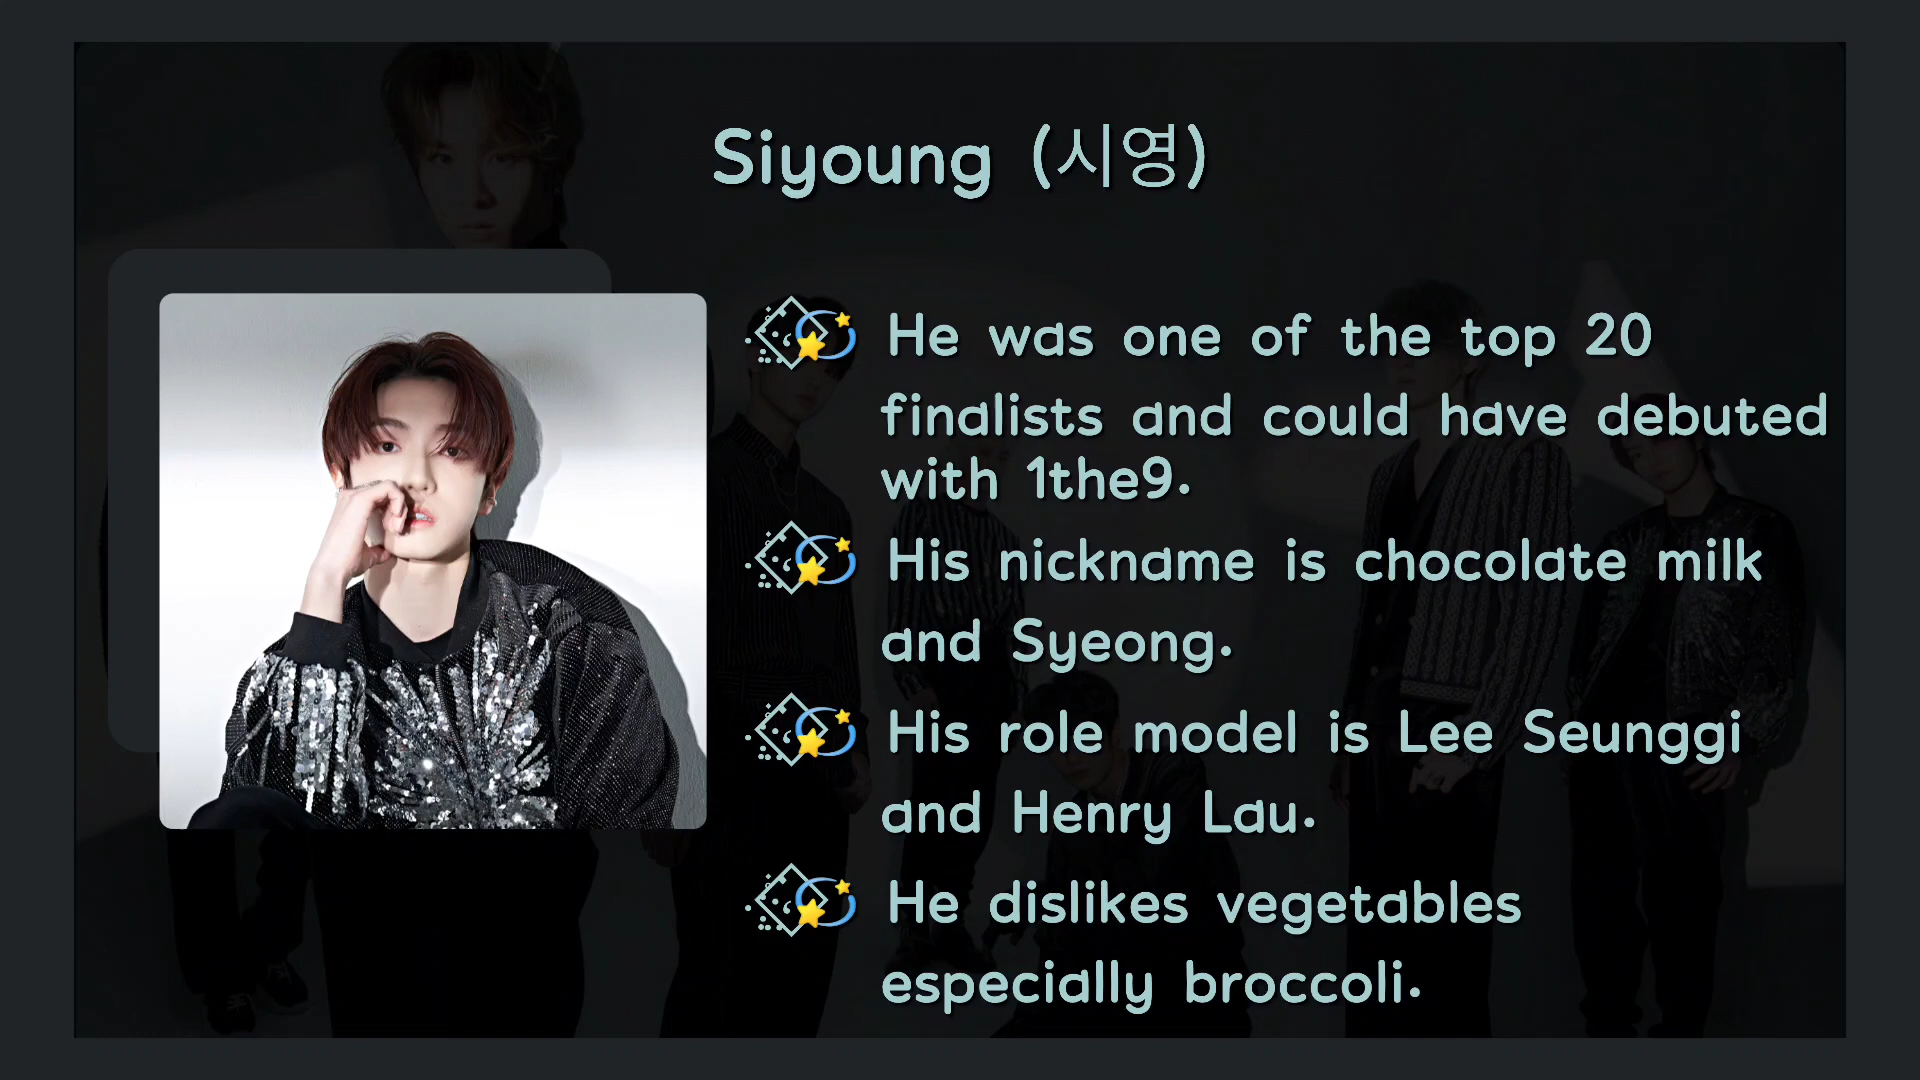 Siyoung (시영)
He was one of the top 20
finalists and could have debuted
with 1the9.
His nickname is chocolate milk
and Syeong.
His role model is Lee Seunggi
and Henry Lau.
He dislikes vegetables
especially broccoli.